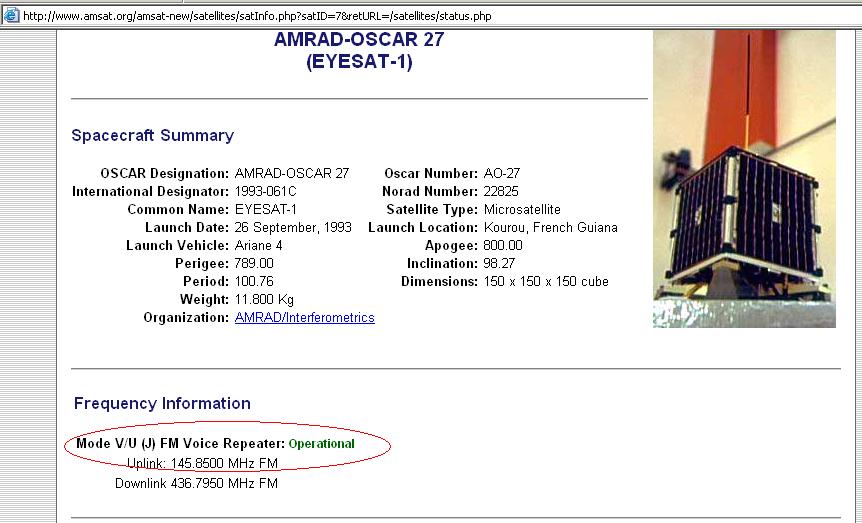 http://www.amsat.org/amsat-new/satellites/satInfo.php?satID=7&retURL=/satellites/status.php
AMRAD-OSCAR 27
(EYESAT-1)
Spacecraft Summary
OSCAR Designation: AMRAD-OSCAR 27 Oscar Number: AO-27
International Designator: 1993-061C Norad Number: 22825
Common Name: EYESAT-1 Satellite Type: Microsatellite
Launch Date: 26 September, 1993 Launch Location: Kourou, French Guiana
Launch Vehicle: Ariane 4 Apogee: 800.00
Perigee: 789.00 Inclination: 98.27
Period: 100.76 Dimensions: 150 x 150 x 150 cube
Weight: 11.800 Kg
Organization: AMRAD/Interferometrics
Frequency Information
Mode V/U (J) FM Voice Repeater: Operational
Uplink: 145.8500 MHz FM
Downlink 436.7950 MHz FM